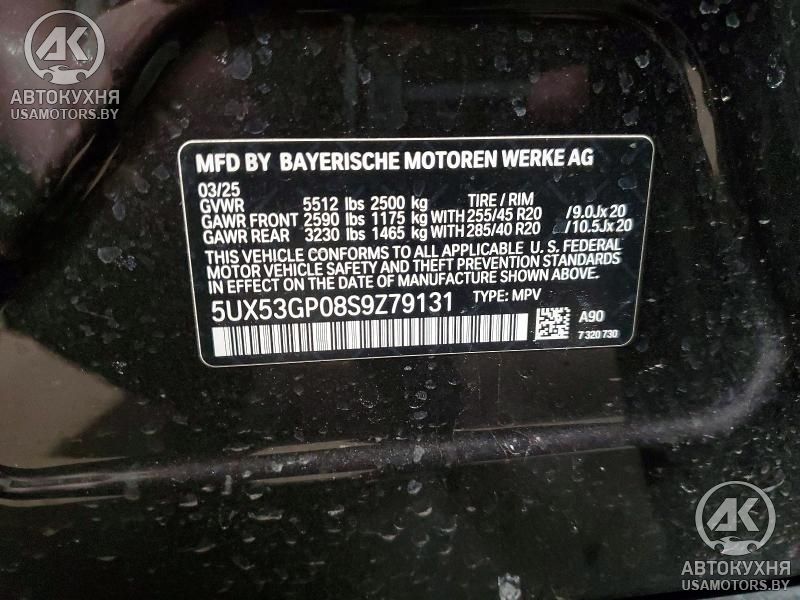 AK
АВТОКУХНЯ
USAMOTORS.BY
MFD BY BAYERISCHE MOTOREN WERKE AG
03/25
GVWR 5512 lbs 2500 kg TIRE / RIM
GAWR FRONT 2590 lbs 1175 kg WITH 255/45 R20 /9.0Jx20
GAWR REAR 3230 lbs 1465 kg WITH 285/40 R20 /10.5Jx20
THIS VEHICLE CONFORMS TO ALL APPLICABLE U. S. FEDERAL
MOTOR VEHICLE SAFETY AND THEFT PREVENTION STANDARDS
IN EFFECT ON THE DATE OF MANUFACTURE SHOWN ABOVE.
5UX53GP08S9Z79131 TYPE: MPV
A90
7 320 730
AK
АВТОКУХНЯ
USAMOTORS.BY